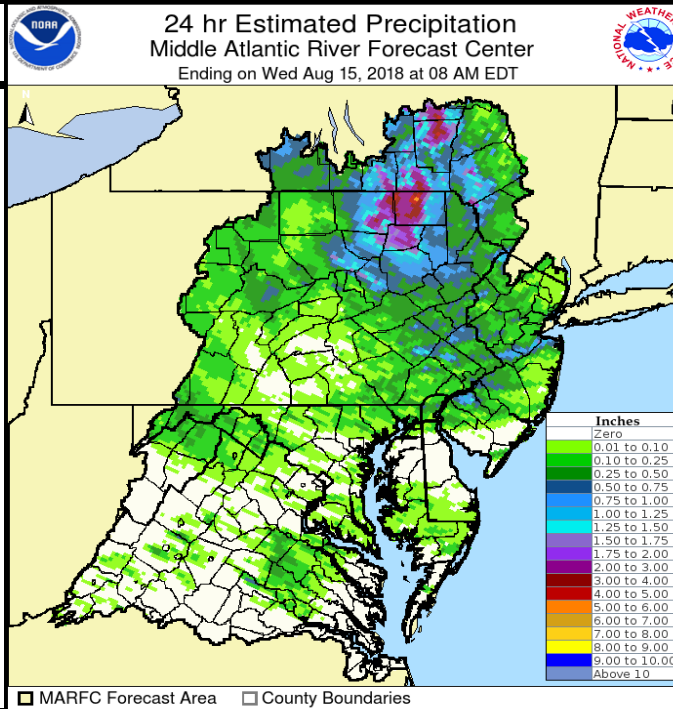 24 hr Estimated Precipitation
Middle Atlantic River Forecast Center
Ending on Wed Aug 15, 2018 at 08 AM EDT
NOAA
N
Inches
Zero
0.01 to 0.10
0.10 to 0.25
0.25 to 0.50
0.50 to 0.75
0.75 to 1.00
1.00 to 1.25
1.25 to 1.50
1.50 to 1.75
1.75 to 2.00
2.00 to 3.00
3.00 to 4.00
4.00 to 5.00
5.00 to 6.00
6.00 to 7.00
7.00 to 8.00
8.00 to 9.00
9.00 to 10.00
Above 10
MARFC Forecast Area County Boundaries